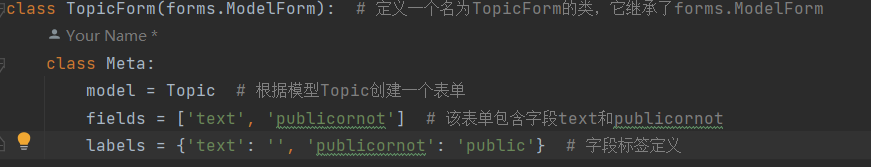 class TopicForm(forms.ModelForm):  # 定义一个名为TopicForm的类，它继承了forms.ModelForm
Your Name *
class Meta:
model = Topic  # 根据模型Topic创建一个表单
fields = ['text', 'publicornot']  # 该表单包含字段text和publicornot
labels = {'text': '', 'publicornot': 'public'}  # 字段标签定义